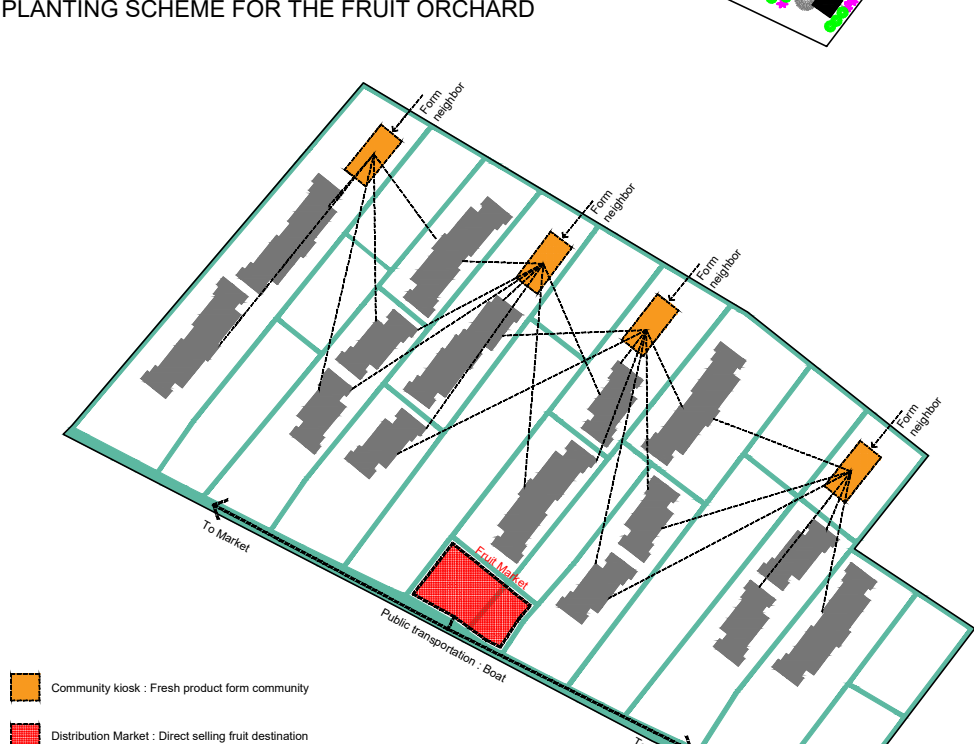 PLANTING SCHEME FOR THE FRUIT ORCHARD
Form
neighbor
Form
neighbor
Form
neighbor
Form
neighbor
To Market
Fruit Market
Public transportation : Boat
Community kiosk : Fresh product form community
Distribution Market : Direct selling fruit destination